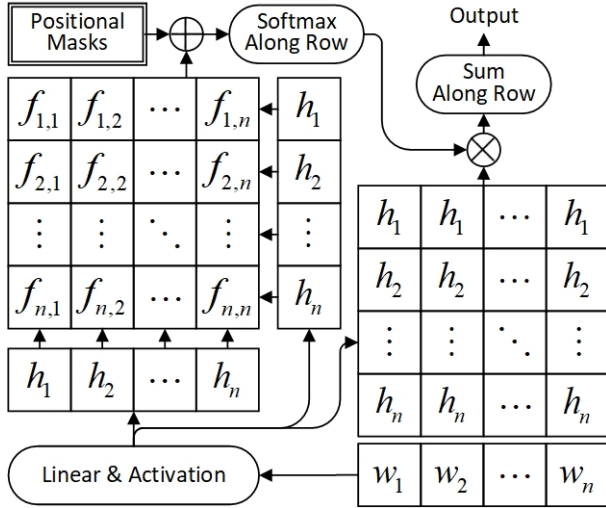 Positional
Masks
Softmax
Along Row
Output
Sum
Along Row
f1,1 f1,2 ⋯ f1,n h1
f2,1 f2,2 ⋯ f2,n h2
⋮ ⋮ ⋱ ⋮ ⋮
fn,1 fn,2 ⋯ fn,n hn
h1 h2 ⋯ hn
h1 h1 ⋯ h1
h2 h2 ⋯ h2
⋮ ⋮ ⋱ ⋮
hn hn ⋯ hn
Linear & Activation
w1 w2 ⋯ wn